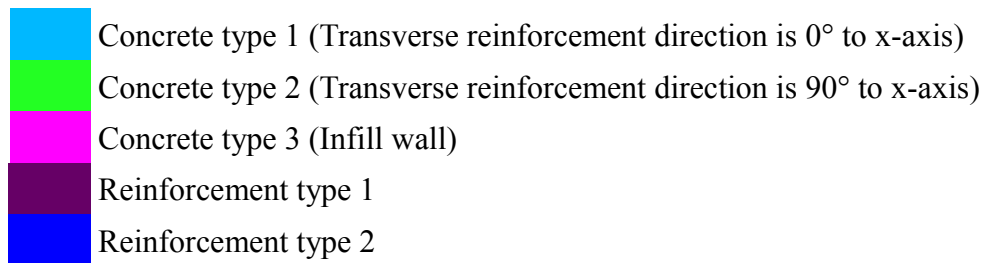 Concrete type 1 (Transverse reinforcement direction is 0° to x-axis)
Concrete type 2 (Transverse reinforcement direction is 90° to x-axis)
Concrete type 3 (Infill wall)
Reinforcement type 1
Reinforcement type 2